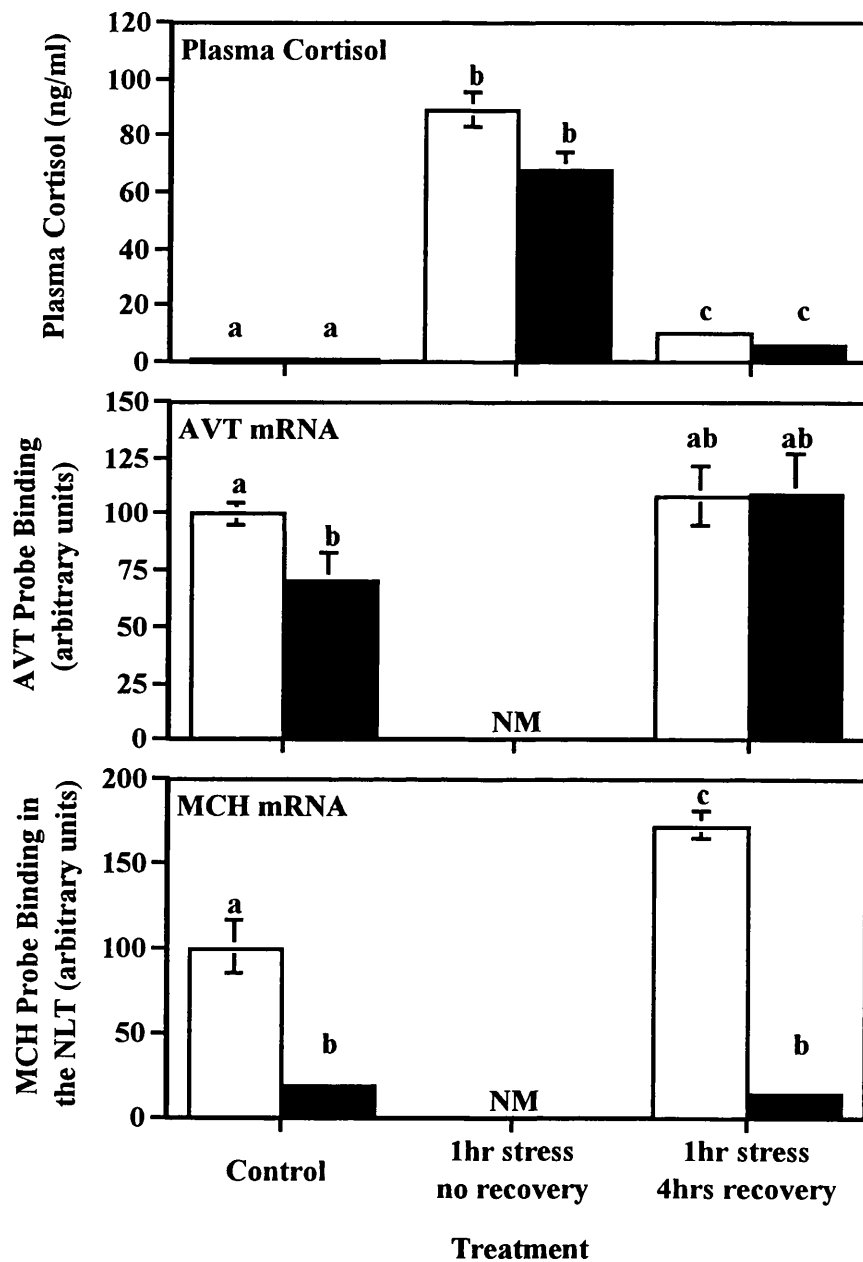 Plasma Cortisol
Plasma Cortisol (ng/ml)
120
100
80
60
40
20
0
a a b b c c
AVT mRNA
AVT Probe Binding
(arbitrary units)
150
125
100
75
50
25
0
a b NM ab ab
MCH mRNA
MCH Probe Binding in
the NLT (arbitrary units)
200
150
100
50
0
a b NM c b
Control
1hr stress
no recovery
1hr stress
4hrs recovery
Treatment